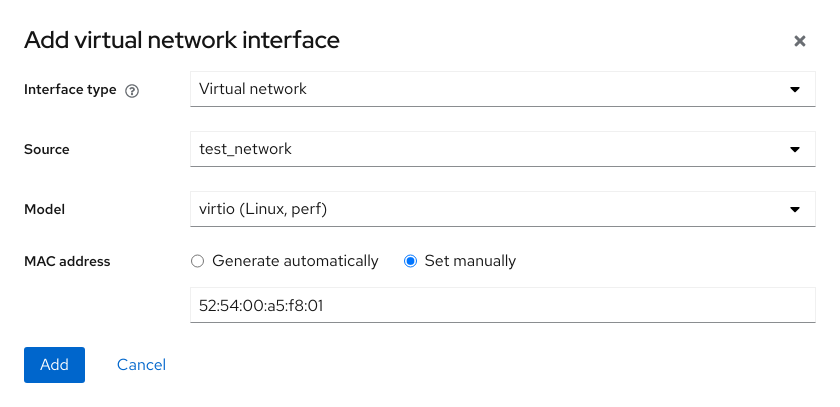 Add virtual network interface
Interface type
Virtual network
Source
test_network
Model
virtio (Linux, perf)
MAC address
Generate automatically
Set manually
52:54:00:a5:f8:01
Add
Cancel